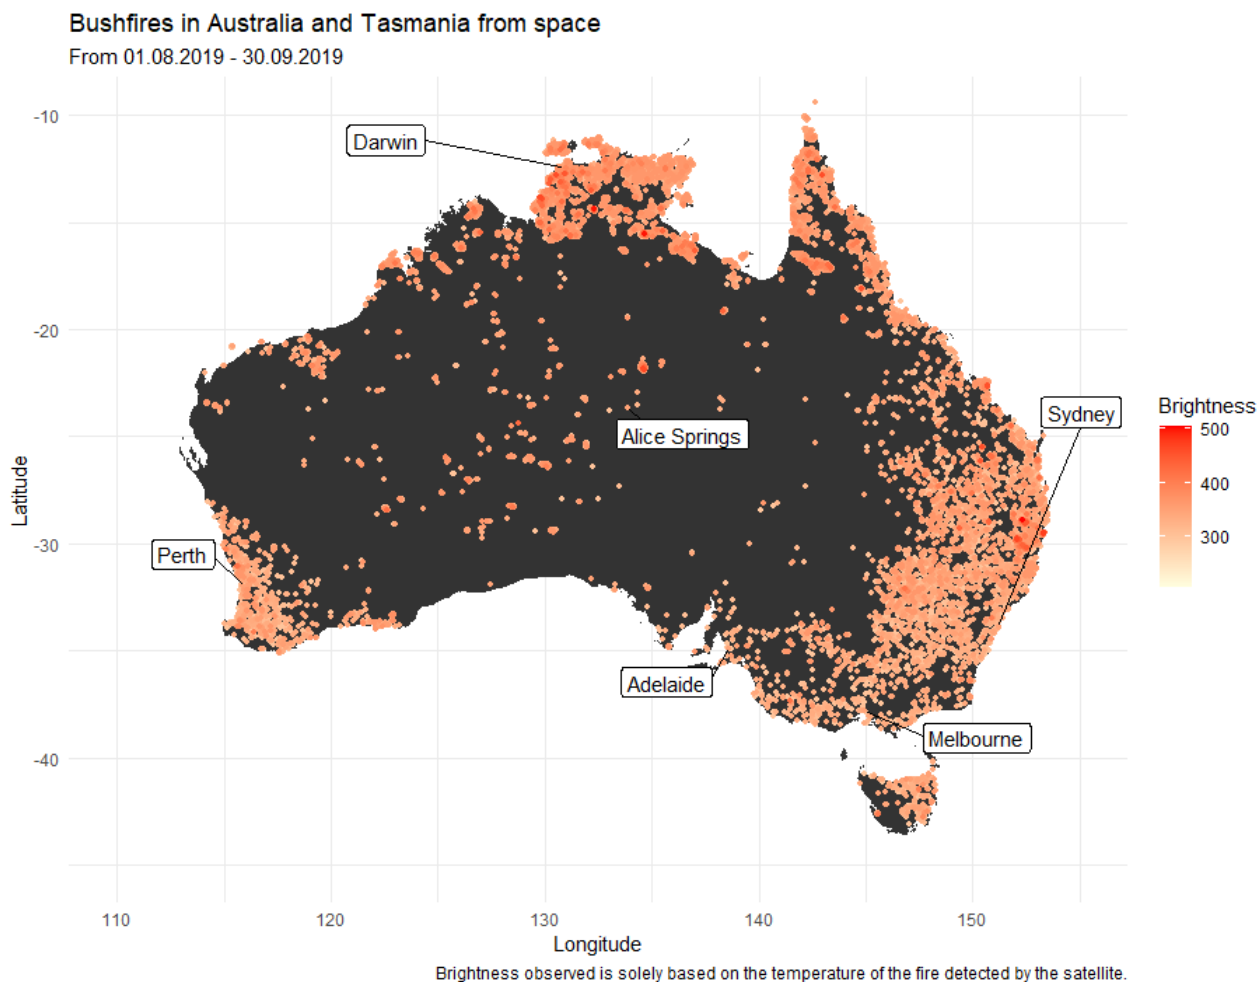 Bushfires in Australia and Tasmania from space
From 01.08.2019 - 30.09.2019
-10
Darwin
-20
Sydney
Alice Springs
-30
Perth
Adelaide
Melbourne
-40
Latitude
110 120 130 140 150
Longitude
Brightness
500
400
300
Brightness observed is solely based on the temperature of the fire detected by the satellite.